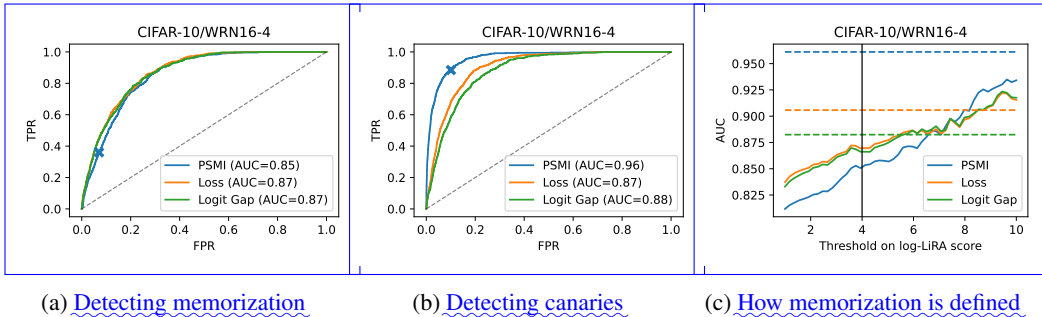 CIFAR-10/WRN16-4
TPR
1.0
0.8
0.6
0.4
0.2
0.0
PSMI (AUC=0.85)
Loss (AUC=0.87)
Logit Gap (AUC=0.87)
0.0 0.2 0.4 0.6 0.8 1.0
FPR
(a) Detecting memorization
CIFAR-10/WRN16-4
TPR
1.0
0.8
0.6
0.4
0.2
0.0
PSMI (AUC=0.96)
Loss (AUC=0.87)
Logit Gap (AUC=0.88)
0.0 0.2 0.4 0.6 0.8 1.0
FPR
(b) Detecting canaries
CIFAR-10/WRN16-4
AUC
0.950
0.925
0.900
0.875
0.850
0.825
PSMI
Loss
Logit Gap
2 4 6 8 10
Threshold on log-LiRA score
(c) How memorization is defined